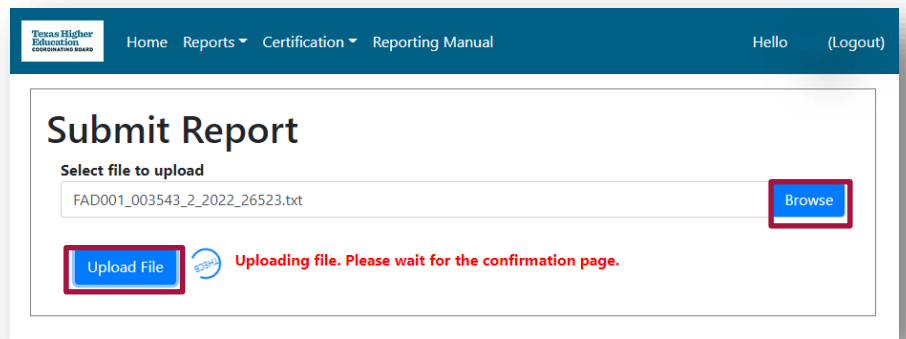 Texas Higher
Education
COORDINATING BOARD
Home Reports Certification Reporting Manual Hello (Logout)
Submit Report
Select file to upload
FAD001_003543_2_2022_26523.txt Browse
Upload File THECB Uploading file. Please wait for the confirmation page.